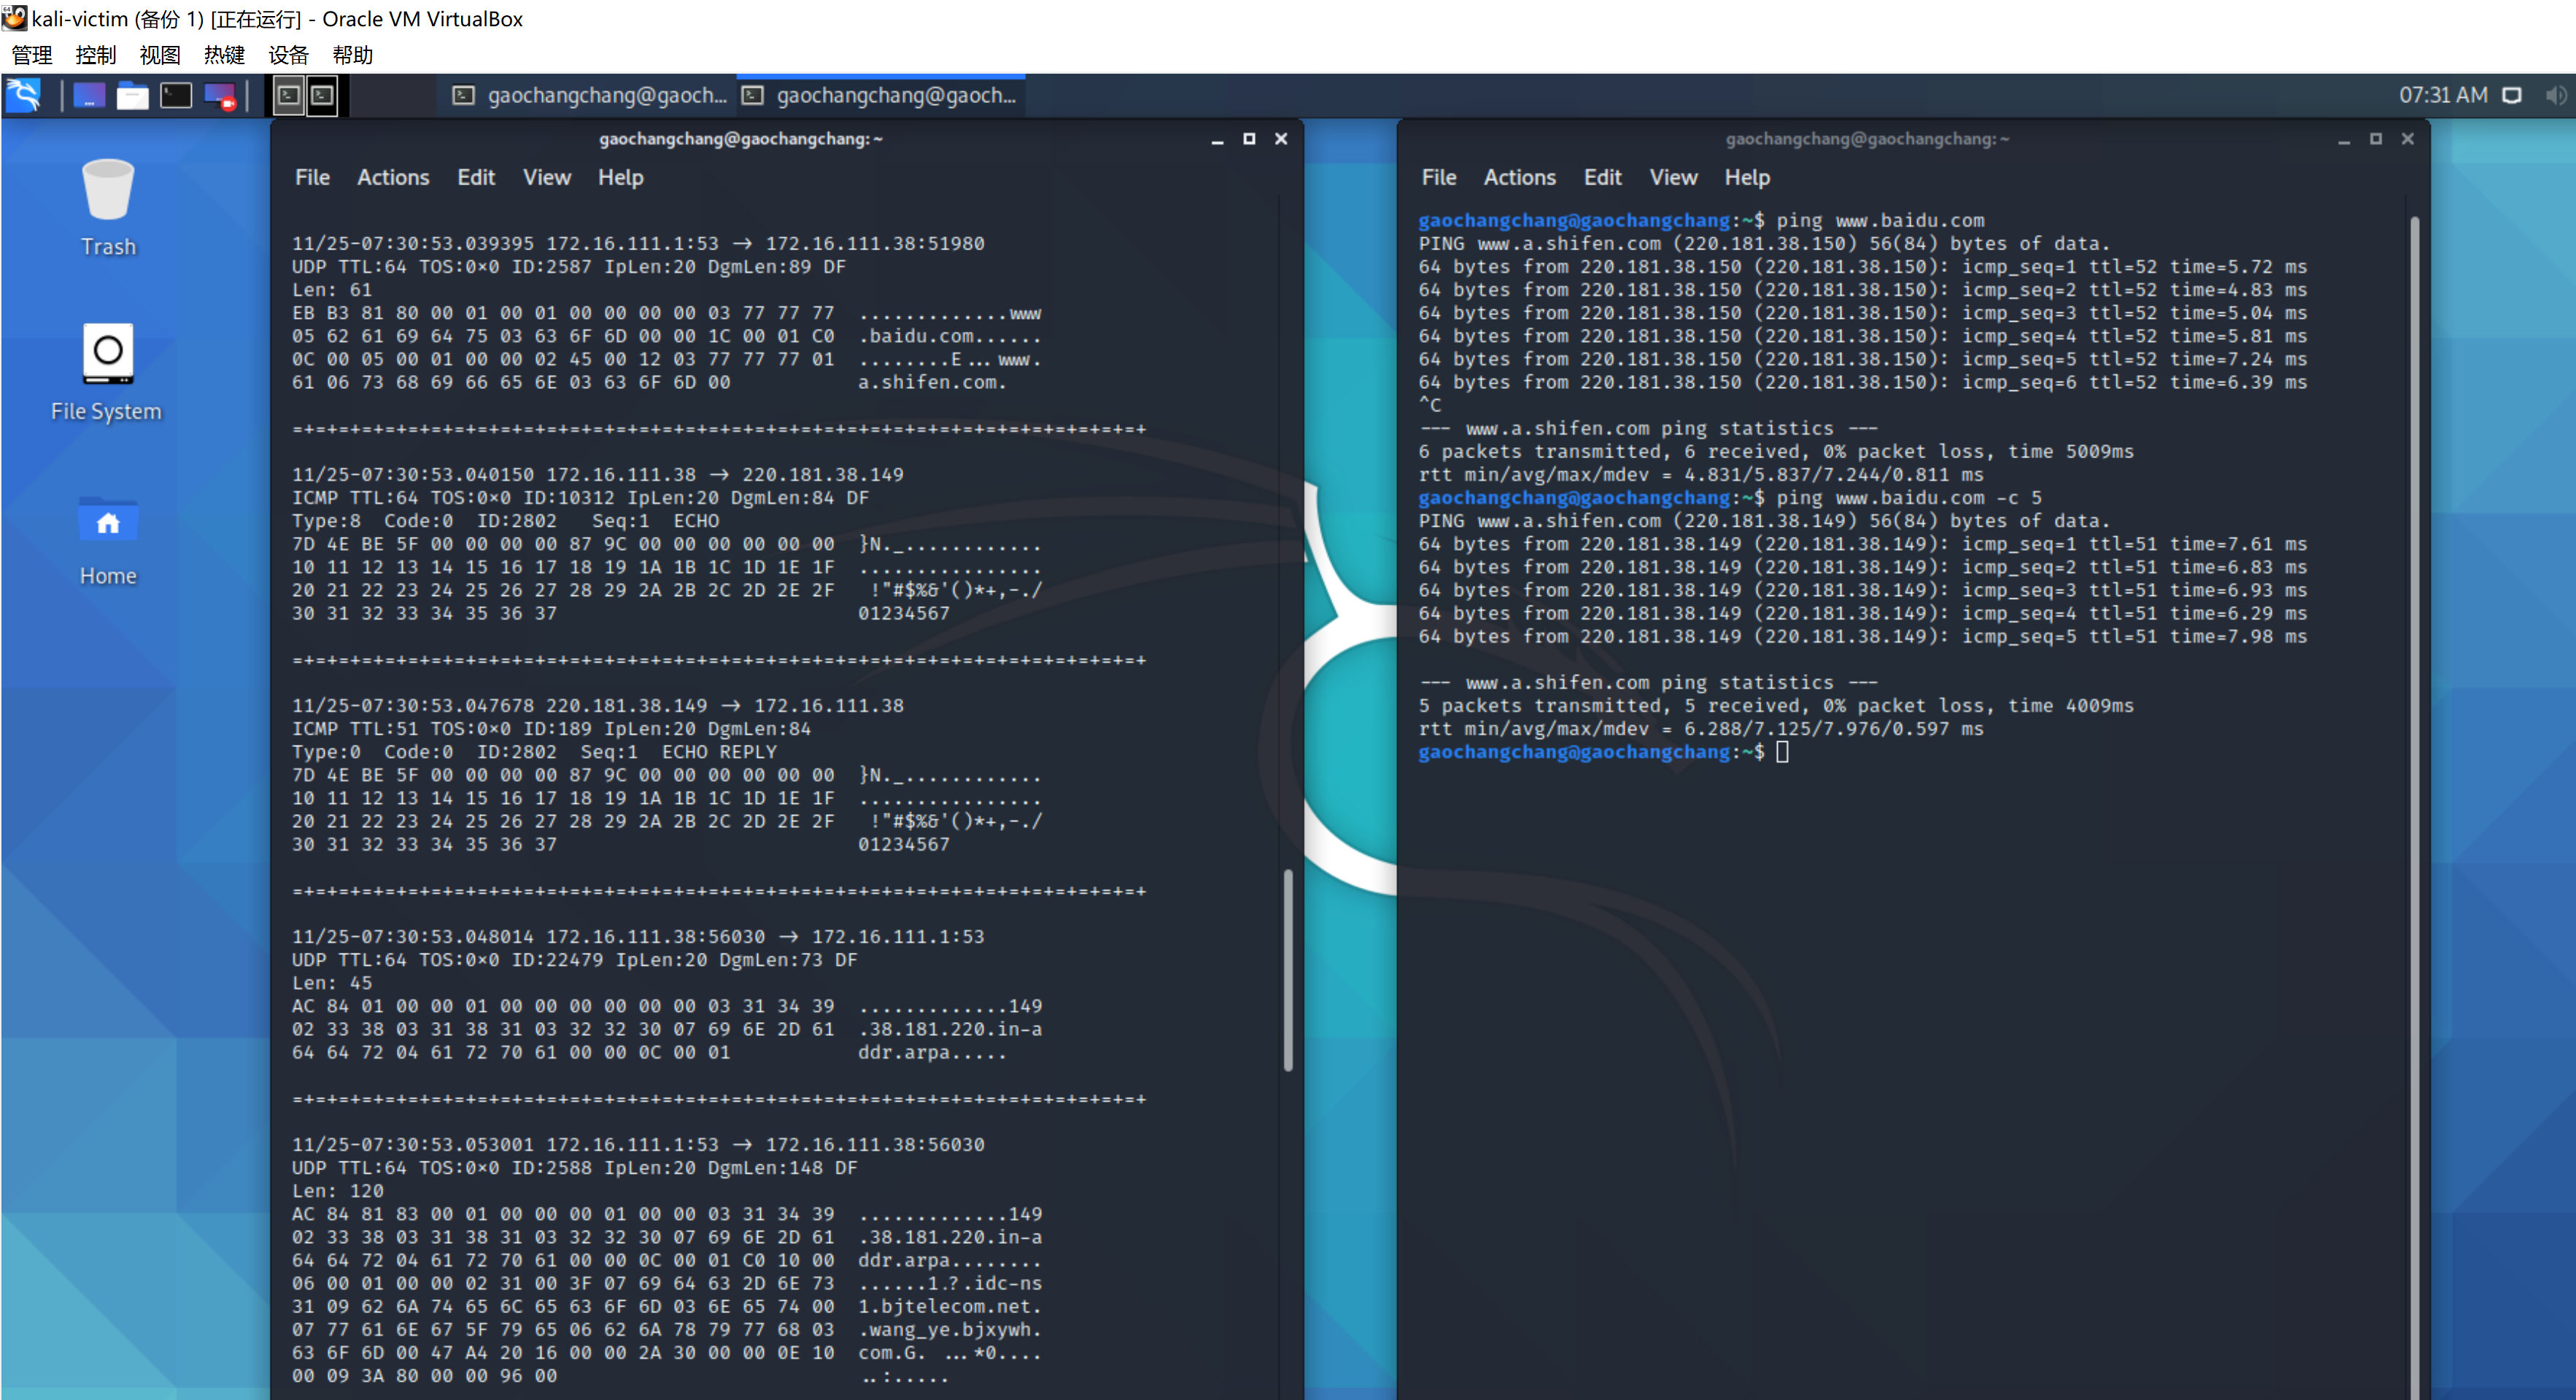 kali-victim (备份 1) [正在运行] - Oracle VM VirtualBox
管理 控制 视图 热键 设备 帮助
gaochangchang@gaoch... gaochangchang@gaoch... 07:31 AM
Trash
File System
Home
gaochangchang@gaochangchang: ~
File Actions Edit View Help
11/25-07:30:53.039395 172.16.111.1:53 → 172.16.111.38:51980
UDP TTL:64 TOS:0×0 ID:2587 IpLen:20 DgmLen:89 DF
Len: 61
EB B3 81 80 00 01 00 01 00 00 00 00 03 77 77 77 .............www
05 62 61 69 64 75 03 63 6F 6D 00 00 1C 00 01 C0 .baidu.com......
0C 00 05 00 01 00 00 02 45 00 12 03 77 77 77 01 ........E...www.
61 06 73 68 69 66 65 6E 03 63 6F 6D 00 a.shifen.com.
=+=+=+=+=+=+=+=+=+=+=+=+=+=+=+=+=+=+=+=+=+=+=+=+=+=+=+=+=+=+=+=+=+=+=+=+=+
11/25-07:30:53.040150 172.16.111.38 → 220.181.38.149
ICMP TTL:64 TOS:0×0 ID:10312 IpLen:20 DgmLen:84 DF
Type:8 Code:0 ID:2802 Seq:1 ECHO
7D 4E BE 5F 00 00 00 00 87 9C 00 00 00 00 00 00 }N._............
10 11 12 13 14 15 16 17 18 19 1A 1B 1C 1D 1E 1F ................
20 21 22 23 24 25 26 27 28 29 2A 2B 2C 2D 2E 2F !"#$%&'()*+,-./
30 31 32 33 34 35 36 37 01234567
=+=+=+=+=+=+=+=+=+=+=+=+=+=+=+=+=+=+=+=+=+=+=+=+=+=+=+=+=+=+=+=+=+=+=+=+=+
11/25-07:30:53.047678 220.181.38.149 → 172.16.111.38
ICMP TTL:51 TOS:0×0 ID:189 IpLen:20 DgmLen:84
Type:0 Code:0 ID:2802 Seq:1 ECHO REPLY
7D 4E BE 5F 00 00 00 00 87 9C 00 00 00 00 00 00 }N._............
10 11 12 13 14 15 16 17 18 19 1A 1B 1C 1D 1E 1F ................
20 21 22 23 24 25 26 27 28 29 2A 2B 2C 2D 2E 2F !"#$%&'()*+,-./
30 31 32 33 34 35 36 37 01234567
=+=+=+=+=+=+=+=+=+=+=+=+=+=+=+=+=+=+=+=+=+=+=+=+=+=+=+=+=+=+=+=+=+=+=+=+=+
11/25-07:30:53.048014 172.16.111.38:56030 → 172.16.111.1:53
UDP TTL:64 TOS:0×0 ID:22479 IpLen:20 DgmLen:73 DF
Len: 45
AC 84 01 00 00 01 00 00 00 00 00 00 03 31 34 39 .............149
02 33 38 03 31 38 31 03 32 32 30 07 69 6E 2D 61 .38.181.220.in-a
64 64 72 04 61 72 70 61 00 00 0C 00 01 ddr.arpa.....
=+=+=+=+=+=+=+=+=+=+=+=+=+=+=+=+=+=+=+=+=+=+=+=+=+=+=+=+=+=+=+=+=+=+=+=+=+
11/25-07:30:53.053001 172.16.111.1:53 → 172.16.111.38:56030
UDP TTL:64 TOS:0×0 ID:2588 IpLen:20 DgmLen:148 DF
Len: 120
AC 84 81 83 00 01 00 00 00 01 00 00 03 31 34 39 .............149
02 33 38 03 31 38 31 03 32 32 30 07 69 6E 2D 61 .38.181.220.in-a
64 64 72 04 61 72 70 61 00 00 0C 00 01 C0 10 00 ddr.arpa........
06 00 01 00 00 02 31 00 3F 07 69 64 63 2D 6E 73 ......1.?.idc-ns
31 09 62 6A 74 65 6C 65 63 6F 6D 03 6E 65 74 00 1.bjtelecom.net.
07 77 61 6E 67 5F 79 65 06 62 6A 78 79 77 68 03 .wang_ye.bjxywh.
63 6F 6D 00 47 A4 20 16 00 00 2A 30 00 00 0E 10 com.G. ...*0....
00 09 3A 80 00 00 96 00 ..:.....
gaochangchang@gaochangchang: ~
File Actions Edit View Help
gaochangchang@gaochangchang:~$ ping www.baidu.com
PING www.a.shifen.com (220.181.38.150) 56(84) bytes of data.
64 bytes from 220.181.38.150 (220.181.38.150): icmp_seq=1 ttl=52 time=5.72 ms
64 bytes from 220.181.38.150 (220.181.38.150): icmp_seq=2 ttl=52 time=4.83 ms
64 bytes from 220.181.38.150 (220.181.38.150): icmp_seq=3 ttl=52 time=5.04 ms
64 bytes from 220.181.38.150 (220.181.38.150): icmp_seq=4 ttl=52 time=5.81 ms
64 bytes from 220.181.38.150 (220.181.38.150): icmp_seq=5 ttl=52 time=7.24 ms
64 bytes from 220.181.38.150 (220.181.38.150): icmp_seq=6 ttl=52 time=6.39 ms
^C
--- www.a.shifen.com ping statistics ---
6 packets transmitted, 6 received, 0% packet loss, time 5009ms
rtt min/avg/max/mdev = 4.831/5.837/7.244/0.811 ms
gaochangchang@gaochangchang:~$ ping www.baidu.com -c 5
PING www.a.shifen.com (220.181.38.149) 56(84) bytes of data.
64 bytes from 220.181.38.149 (220.181.38.149): icmp_seq=1 ttl=51 time=7.61 ms
64 bytes from 220.181.38.149 (220.181.38.149): icmp_seq=2 ttl=51 time=6.83 ms
64 bytes from 220.181.38.149 (220.181.38.149): icmp_seq=3 ttl=51 time=6.93 ms
64 bytes from 220.181.38.149 (220.181.38.149): icmp_seq=4 ttl=51 time=6.29 ms
64 bytes from 220.181.38.149 (220.181.38.149): icmp_seq=5 ttl=51 time=7.98 ms
--- www.a.shifen.com ping statistics ---
5 packets transmitted, 5 received, 0% packet loss, time 4009ms
rtt min/avg/max/mdev = 6.288/7.125/7.976/0.597 ms
gaochangchang@gaochangchang:~$